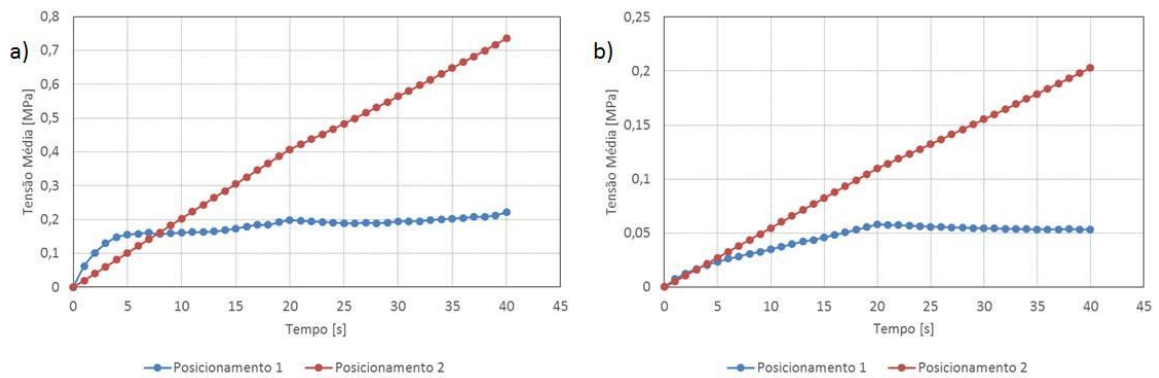 a)
Tensão Média [MPa]
0,8
0,7
0,6
0,5
0,4
0,3
0,2
0,1
0
0 5 10 15 20 25 30 35 40 45
Tempo [s]
Posicionamento 1 Posicionamento 2
b)
Tensão Média [MPa]
0,25
0,2
0,15
0,1
0,05
0
0 5 10 15 20 25 30 35 40 45
Tempo [s]
Posicionamento 1 Posicionamento 2